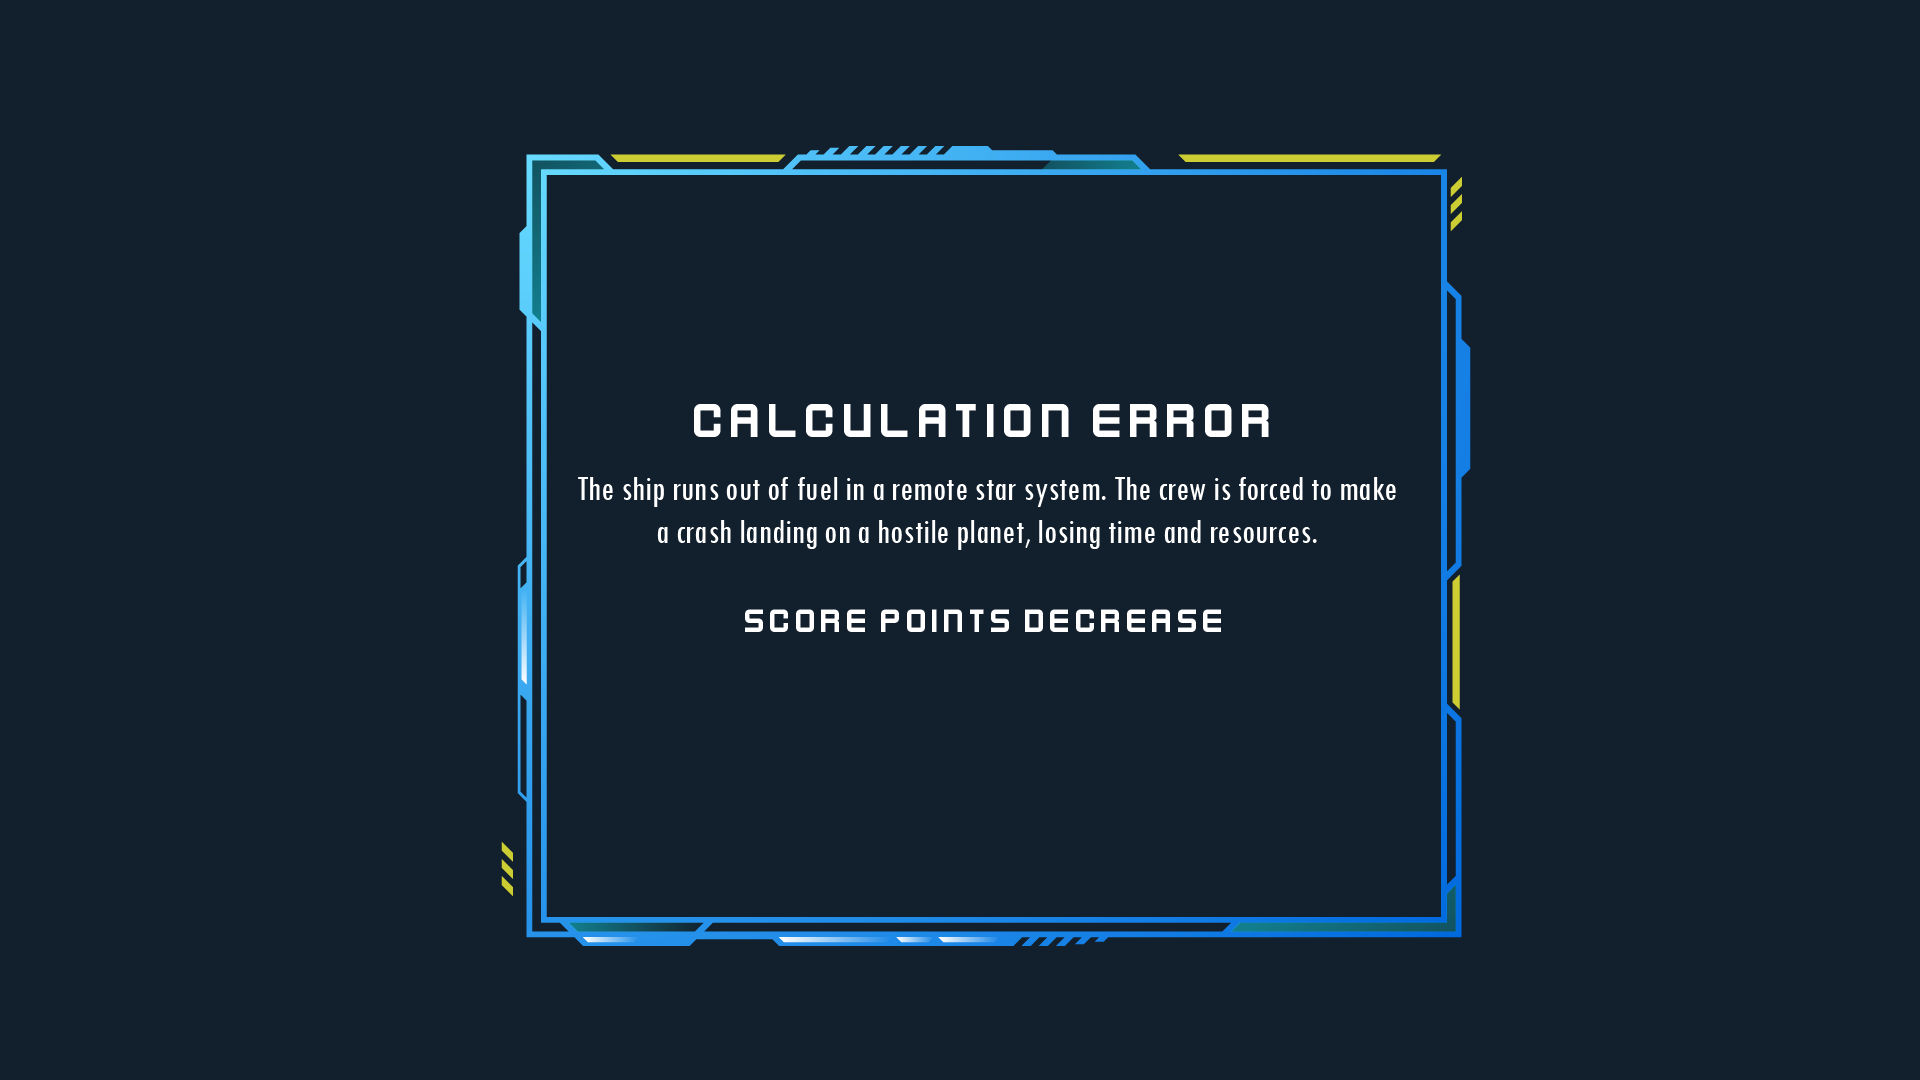 CALCULATION ERROR
The ship runs out of fuel in a remote star system. The crew is forced to make
a crash landing on a hostile planet, losing time and resources.
SCORE POINTS DECREASE